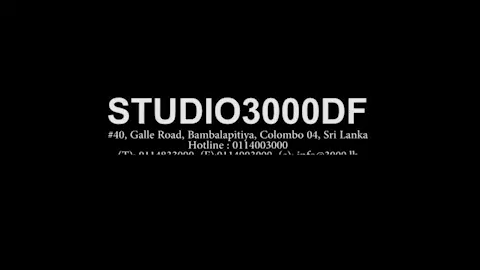 STUDIO3000DF
#40, Galle Road, Bambalapitiya, Colombo 04, Sri Lanka
Hotline : 0114003000